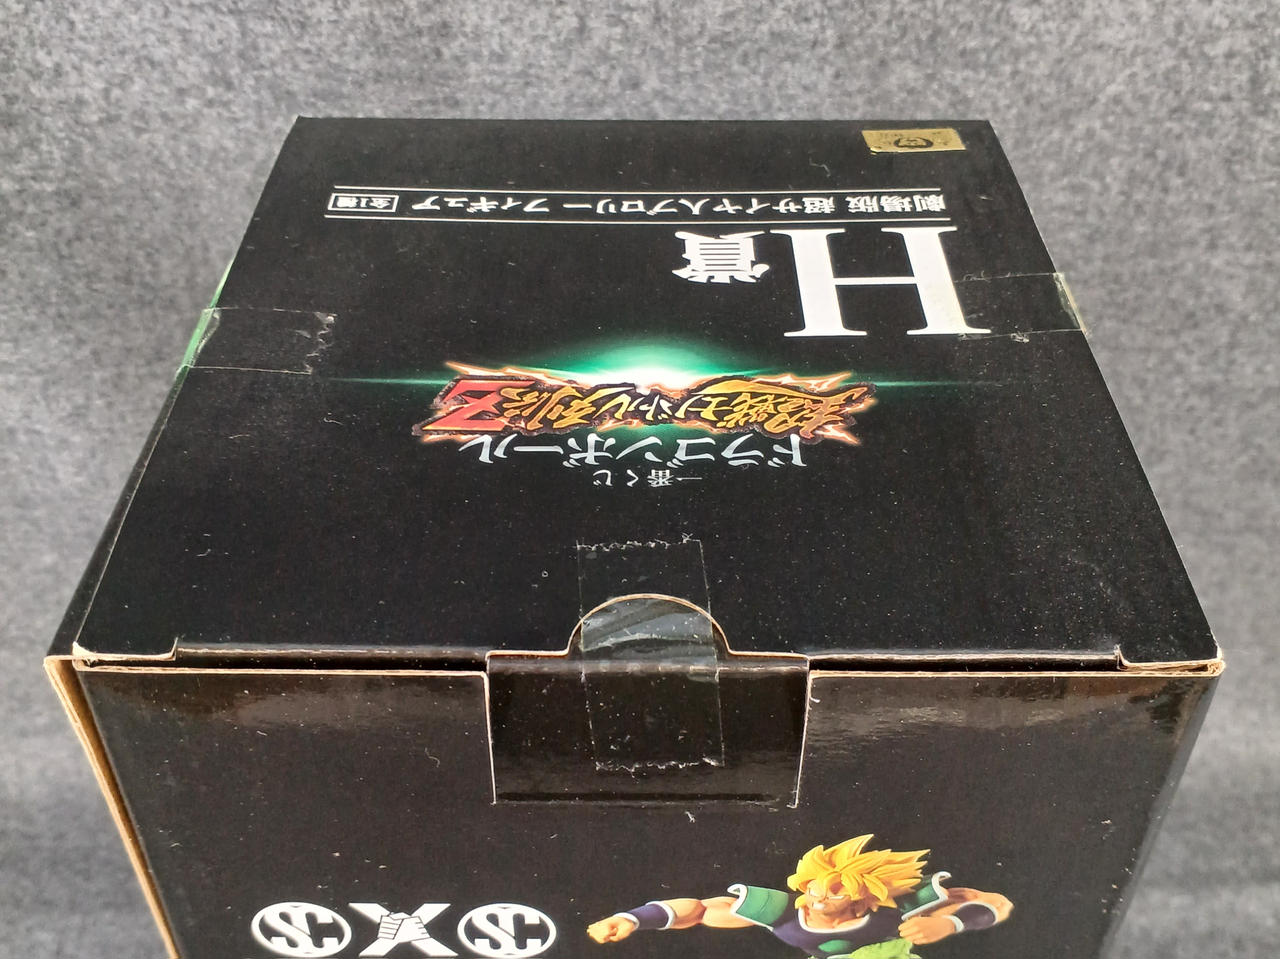 一番くじ
ドラゴンボール
超戦士バトル列伝Z
H賞
劇場版 超サイヤ人ブロリー フィギュア 全1種
SC X SC